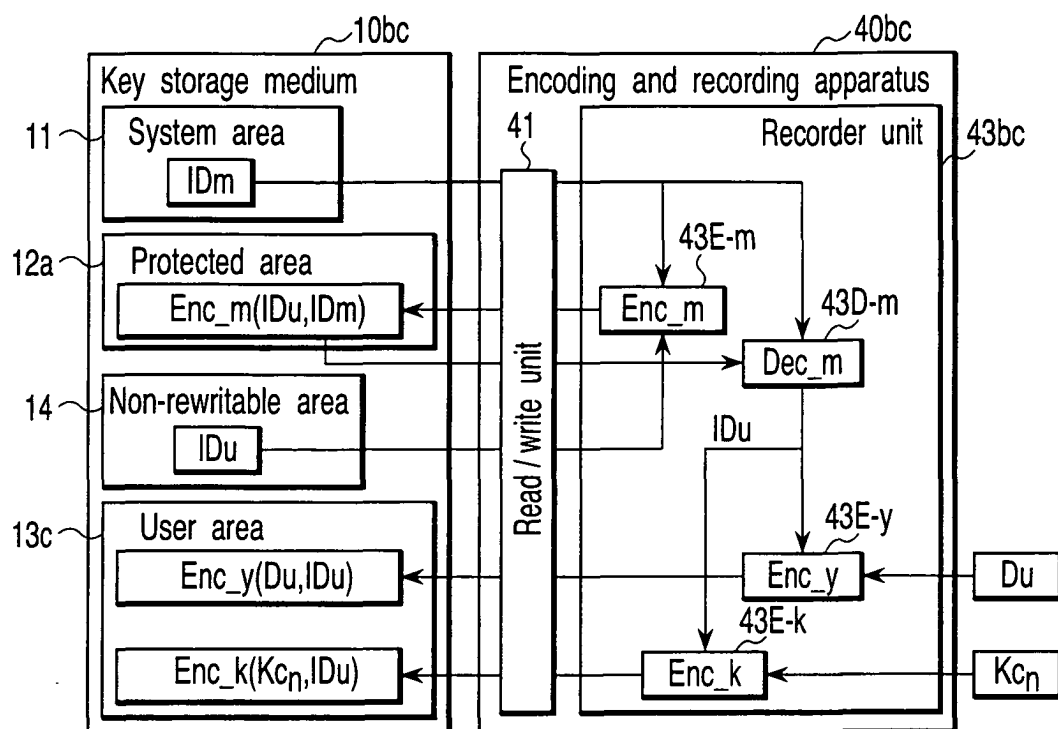 10bc
40bc
Key storage medium
Encoding and recording apparatus
11
System area
IDm
41
Recorder unit
43bc
12a
Protected area
Enc_m(IDu,IDm)
43E-m
Enc_m
43D-m
Dec_m
14
Non-rewritable area
IDu
Read/write unit
IDu
13c
User area
Enc_y(Du,IDu)
43E-y
Enc_y
Du
Enc_k(Kcn,IDu)
43E-k
Enc_k
Kcn